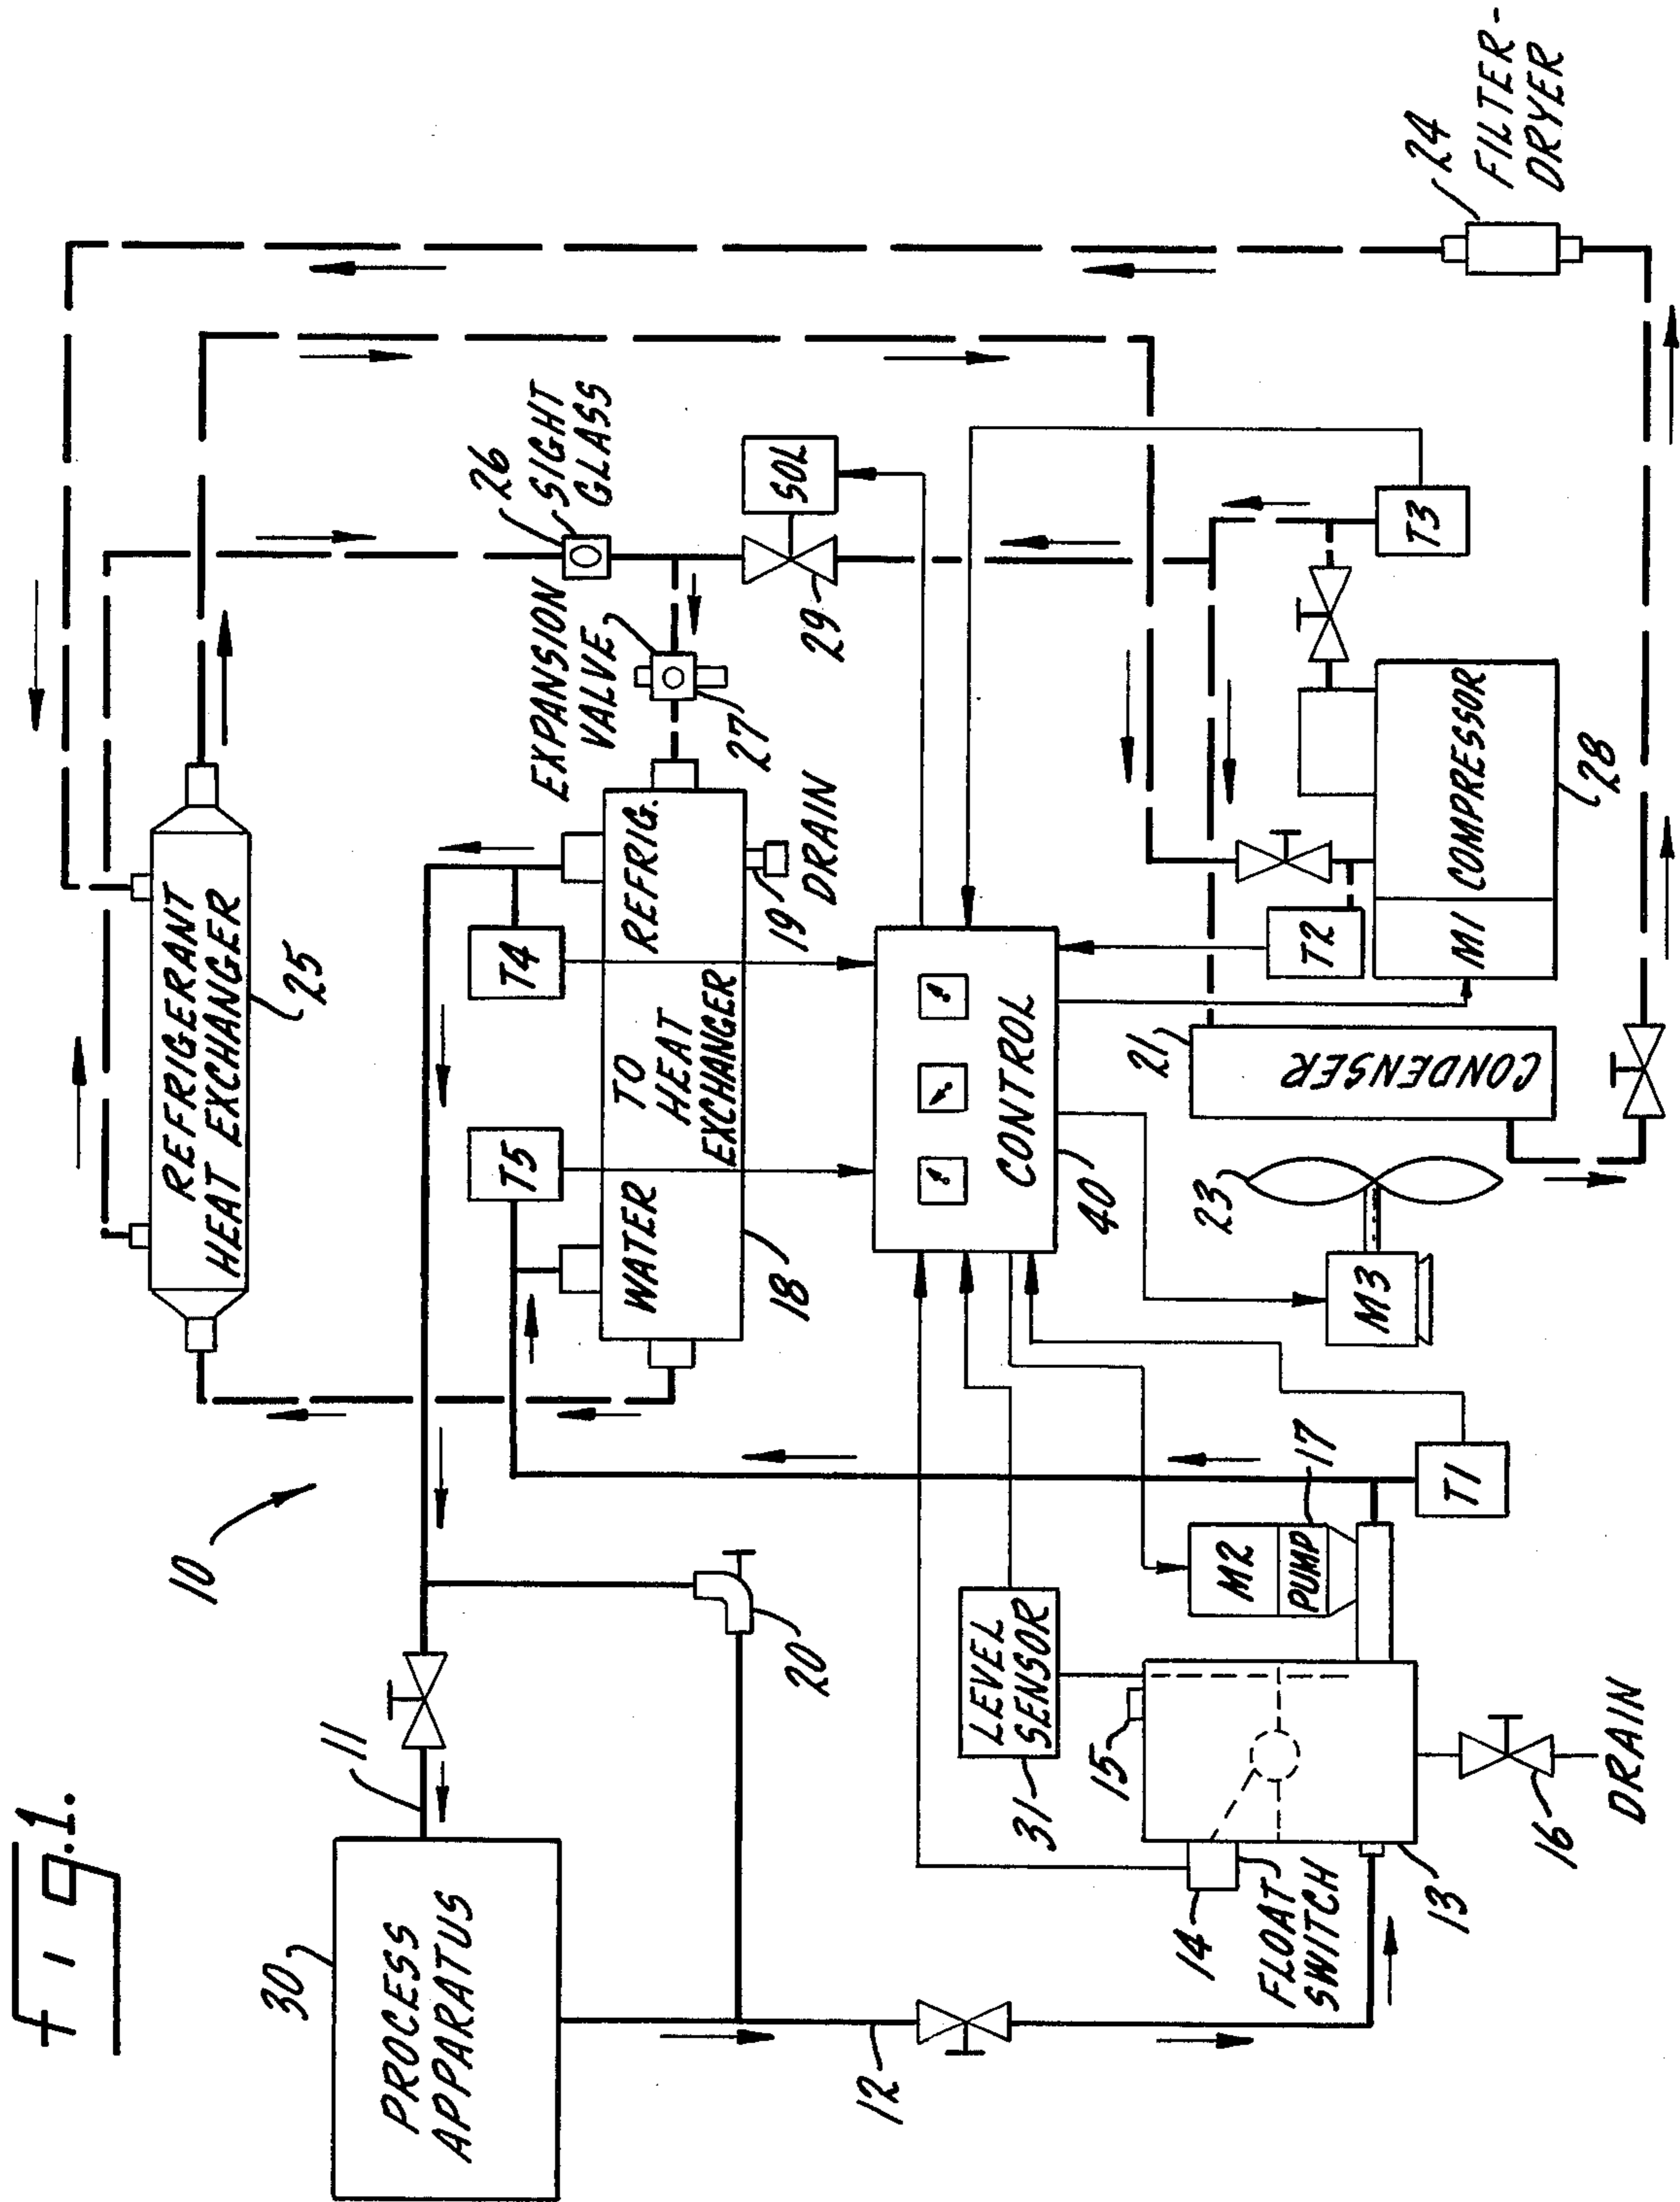 Fig.1.
30
PROCESS
APPARATUS
11
10
12
20
REFRIGERANT
HEAT EXCHANGER
25
26
SIGHT
GLASS
EXPANSION
VALVE
27
SOL
29
T5
T4
WATER
TO
HEAT
EXCHANGER
REFRIG.
18
19
DRAIN
CONTROL
40
LEVEL
SENSOR
31
15
14
FLOAT
SWITCH
13
16
DRAIN
M2
PUMP
17
T1
M3
23
21
CONDENSER
T2
M1
COMPRESSOR
28
T3
24
FILTER-
DRYER